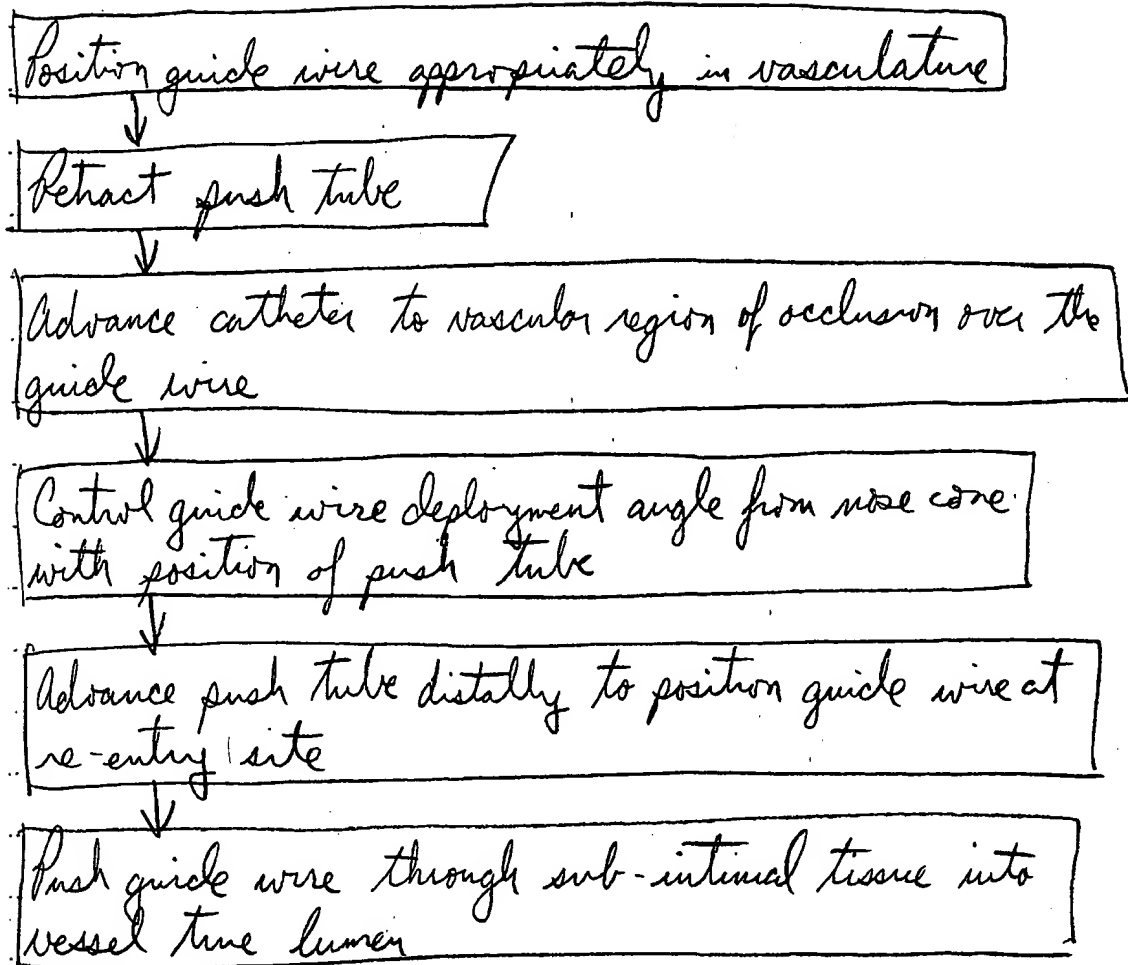 Position guide wire appropriately in vasculature
Retract push tube
Advance catheter to vascular region of occlusion over the
guide wire
Control guide wire deployment angle from nose cone
with position of push tube
Advance push tube distally to position guide wire at
re-entry site
Push guide wire through sub-intimal tissue into
vessel true lumen